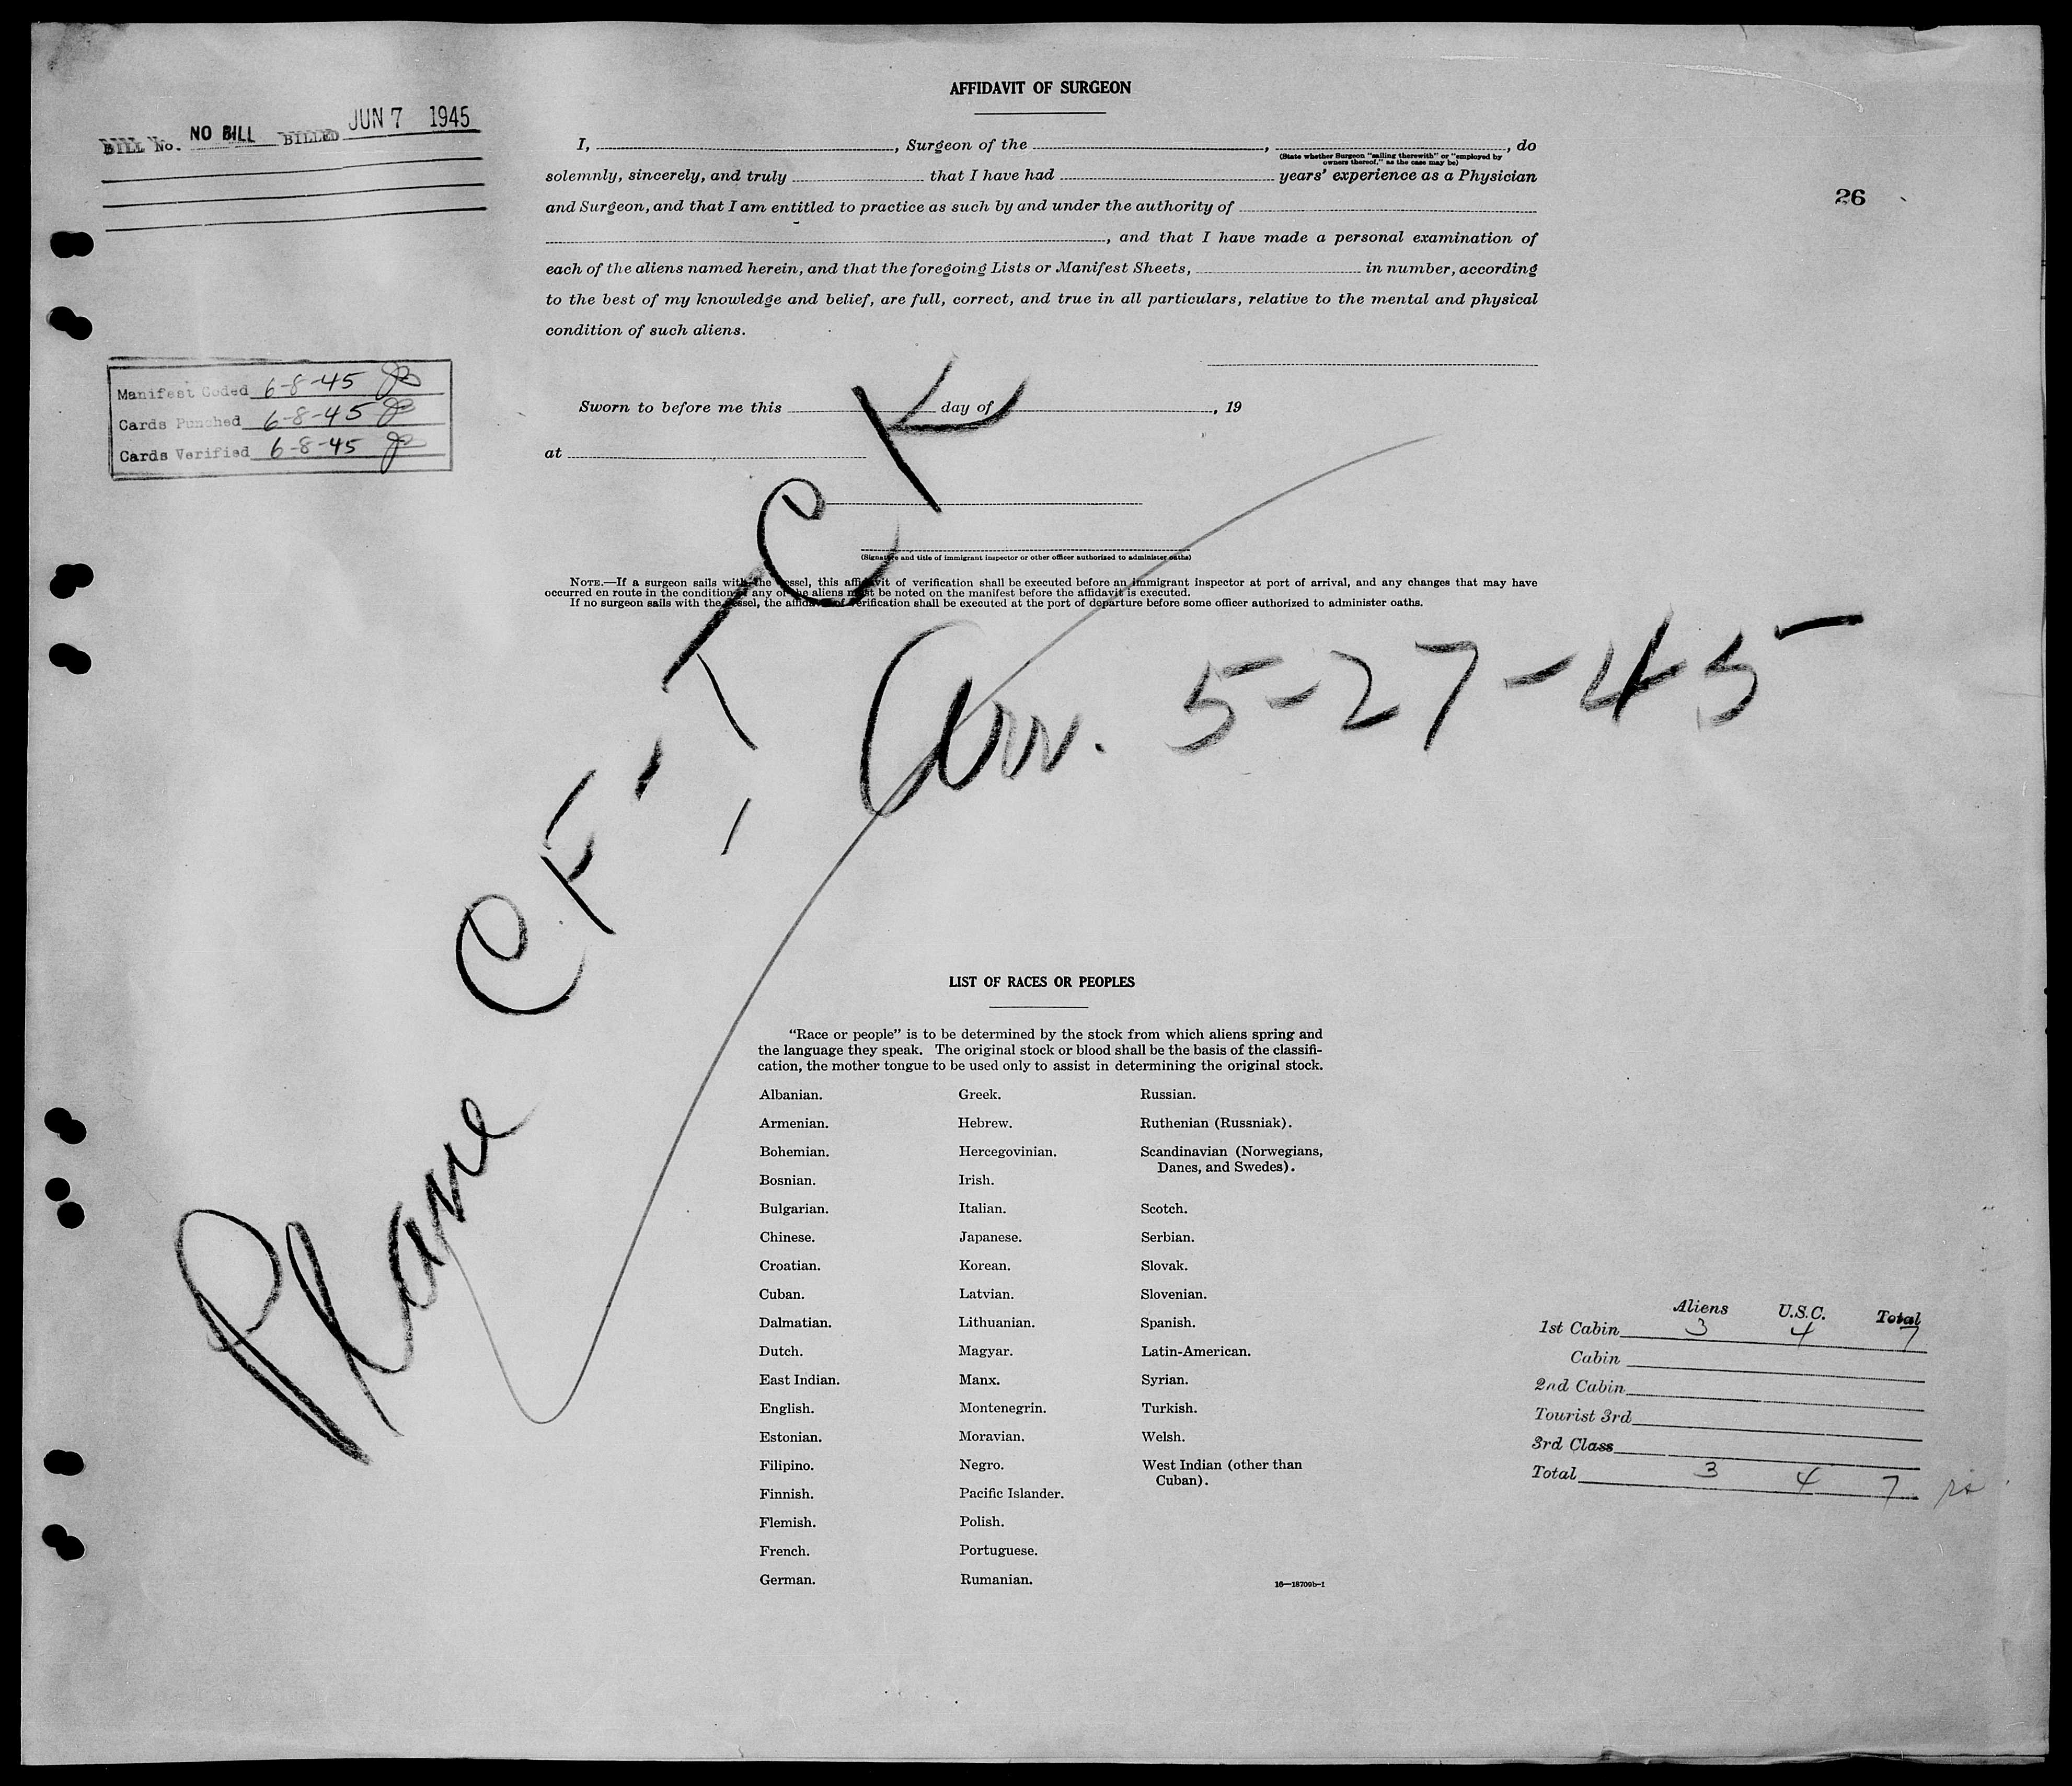 AFFIDAVIT OF SURGEON
BILL No. NO BILL BILLED JUN 7 1945
26
I, , Surgeon of the , , do
(State whether Surgeon "sailing therewith" or "employed by
owners thereof," as the case may be)
solemnly, sincerely, and truly that I have had years' experience as a Physician
and Surgeon, and that I am entitled to practice as such by and under the authority of
, and that I have made a personal examination of
each of the aliens named herein, and that the foregoing Lists or Manifest Sheets, in number, according
to the best of my knowledge and belief, are full, correct, and true in all particulars, relative to the mental and physical
condition of such aliens.
Manifest Coded 6-8-45
Cards Punched 6-8-45
Cards Verified 6-8-45
Sworn to before me this day of , 19
at
(Signature and title of immigrant inspector or other officer authorized to administer oaths)
NOTE.—If a surgeon sails with the vessel, this affidavit of verification shall be executed before an immigrant inspector at port of arrival, and any changes that may have
occurred en route in the condition of any of the aliens must be noted on the manifest before the affidavit is executed.
If no surgeon sails with the vessel, the affidavit of verification shall be executed at the port of departure before some officer authorized to administer oaths.
Plane CF-TCK
Arr. 5-27-45
LIST OF RACES OR PEOPLES
"Race or people" is to be determined by the stock from which aliens spring and
the language they speak. The original stock or blood shall be the basis of the classifi-
cation, the mother tongue to be used only to assist in determining the original stock.
Albanian. Greek. Russian.
Armenian. Hebrew. Ruthenian (Russniak).
Bohemian. Hercegovinian. Scandinavian (Norwegians,
Danes, and Swedes).
Bosnian. Irish.
Bulgarian. Italian. Scotch.
Chinese. Japanese. Serbian.
Croatian. Korean. Slovak.
Cuban. Latvian. Slovenian.
Dalmatian. Lithuanian. Spanish.
Dutch. Magyar. Latin-American.
East Indian. Manx. Syrian.
English. Montenegrin. Turkish.
Estonian. Moravian. Welsh.
Filipino. Negro. West Indian (other than
Cuban).
Finnish. Pacific Islander.
Flemish. Polish.
French. Portuguese.
German. Rumanian.
16—18709b-1
Aliens U.S.C. Total
1st Cabin 3 4 7
Cabin
2nd Cabin
Tourist 3rd
3rd Class
Total 3 4 7